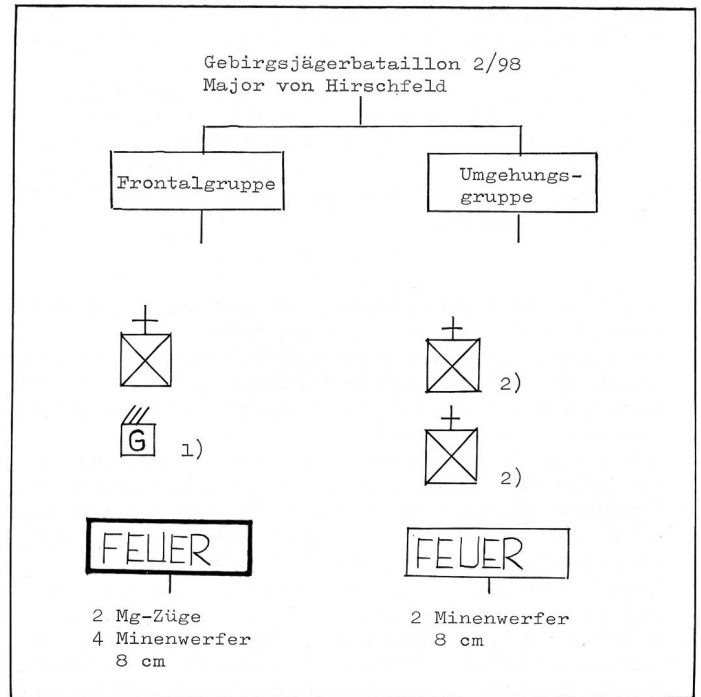 Gebirgsjägerbataillon 2/98
Major von Hirschfeld
Frontalgruppe
Umgehungs-
gruppe
2)
G 1)
2)
FEUER
FEUER
2 Mg-Züge
4 Minenwerfer
8 cm
2 Minenwerfer
8 cm